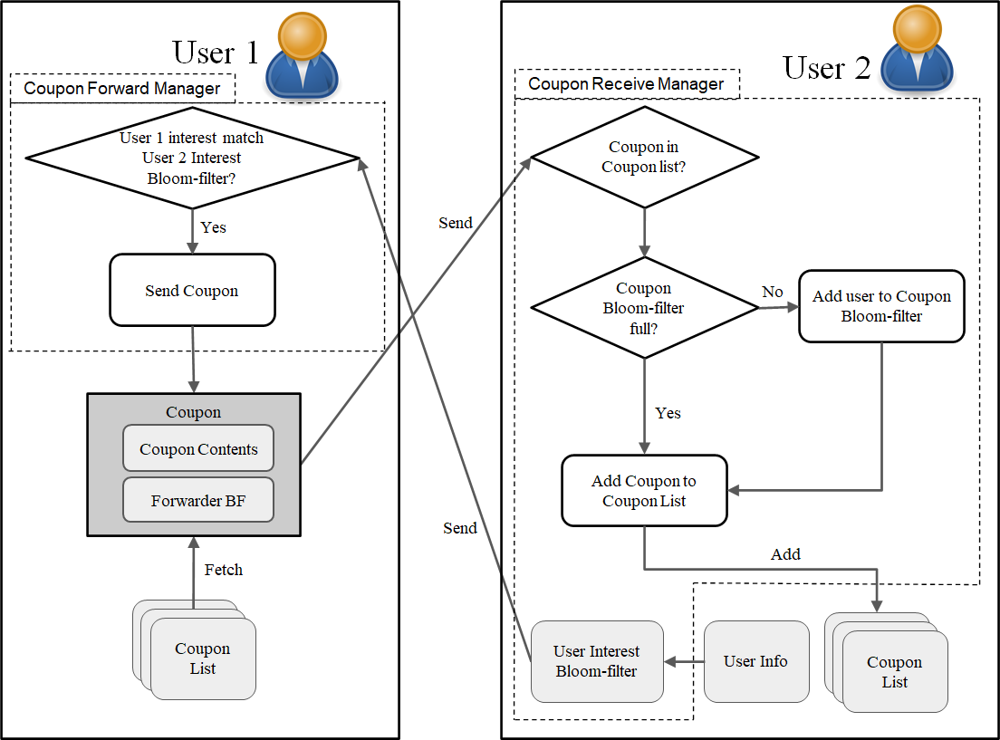 User 1
Coupon Forward Manager
User 1 interest match
User 2 Interest
Bloom-filter?
Yes
Send Coupon
Coupon
Coupon Contents
Forwarder BF
Fetch
Coupon
List
Send
Send
User 2
Coupon Receive Manager
Coupon in
Coupon list?
Coupon
Bloom-filter
full?
No
Add user to Coupon
Bloom-filter
Yes
Add Coupon to
Coupon List
Add
User Interest
Bloom-filter
User Info
Coupon
List